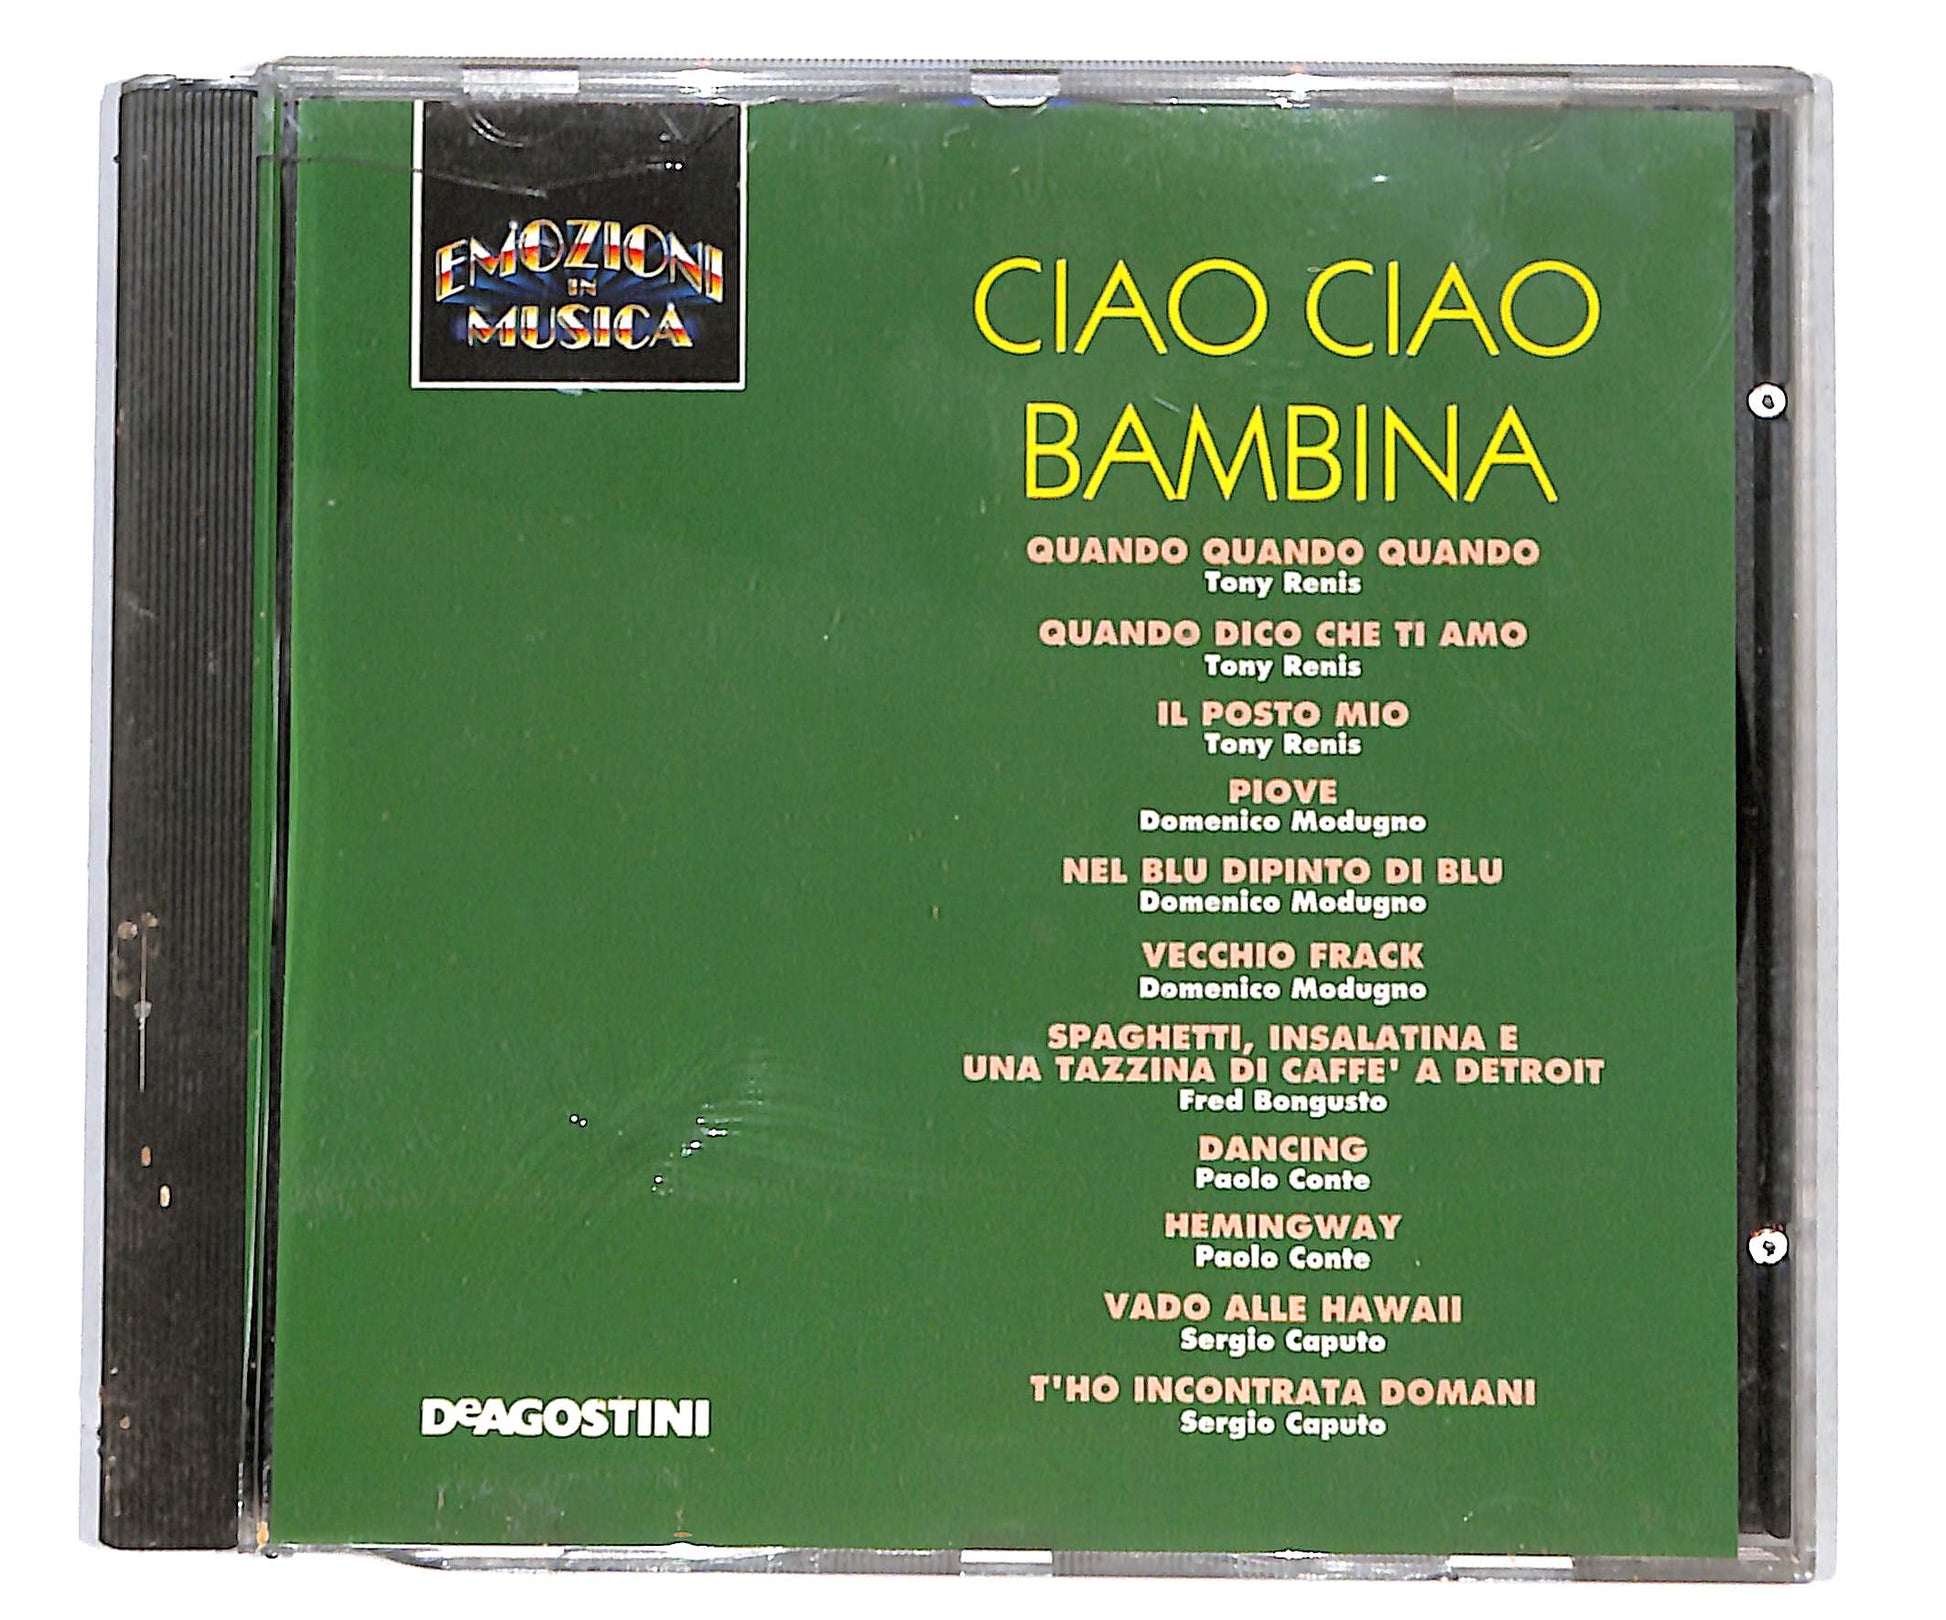 EMOZIONI
IN
MUSICA
CIAO CIAO
BAMBINA
QUANDO QUANDO QUANDO
Tony Renis
QUANDO DICO CHE TI AMO
Tony Renis
IL POSTO MIO
Tony Renis
PIOVE
Domenico Modugno
NEL BLU DIPINTO DI BLU
Domenico Modugno
VECCHIO FRACK
Domenico Modugno
SPAGHETTI, INSALATINA E
UNA TAZZINA DI CAFFE' A DETROIT
Fred Bongusto
DANCING
Paolo Conte
HEMINGWAY
Paolo Conte
VADO ALLE HAWAII
Sergio Caputo
T'HO INCONTRATA DOMANI
Sergio Caputo
DeAGOSTINI